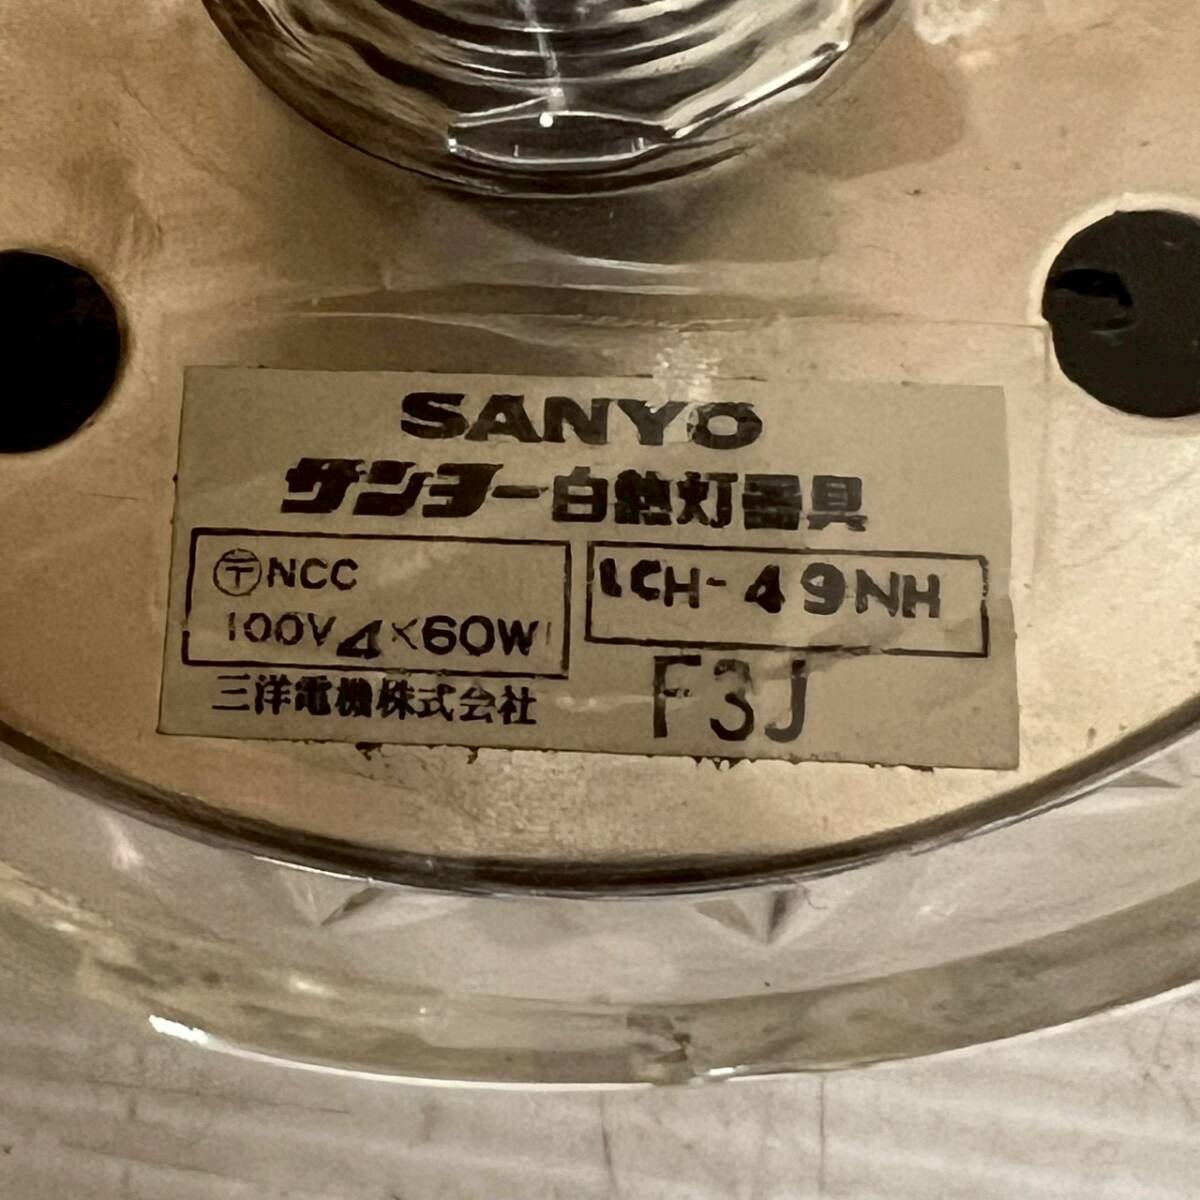 SANYO
サンヨー白熱灯器具
〒NCC
100V 4×60W
LCH-49NH
三洋電機株式会社
F3J